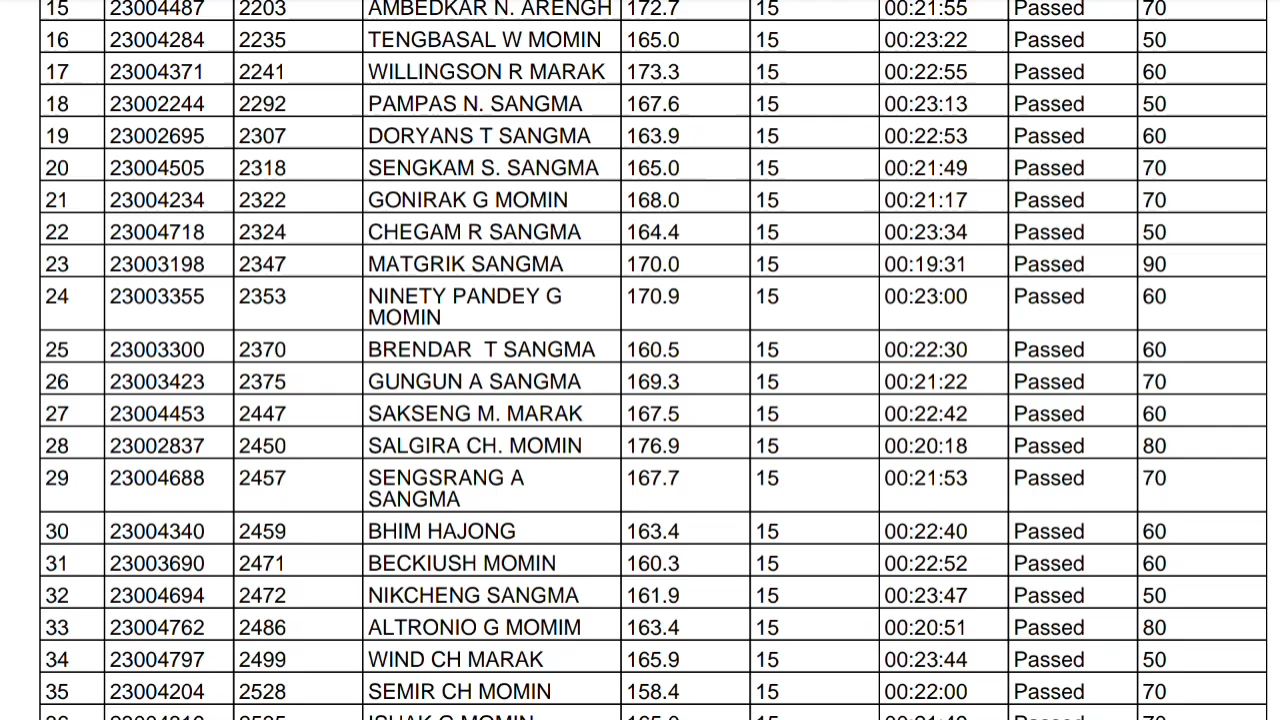 15 23004487 2203 AMBEDKAR N. ARENGH 172.7 15 00:21:55 Passed 70
16 23004284 2235 TENGBASAL W MOMIN 165.0 15 00:23:22 Passed 50
17 23004371 2241 WILLINGSON R MARAK 173.3 15 00:22:55 Passed 60
18 23002244 2292 PAMPAS N. SANGMA 167.6 15 00:23:13 Passed 50
19 23002695 2307 DORYANS T SANGMA 163.9 15 00:22:53 Passed 60
20 23004505 2318 SENGKAM S. SANGMA 165.0 15 00:21:49 Passed 70
21 23004234 2322 GONIRAK G MOMIN 168.0 15 00:21:17 Passed 70
22 23004718 2324 CHEGAM R SANGMA 164.4 15 00:23:34 Passed 50
23 23003198 2347 MATGRIK SANGMA 170.0 15 00:19:31 Passed 90
24 23003355 2353 NINETY PANDEY G 170.9 15 00:23:00 Passed 60
MOMIN
25 23003300 2370 BRENDAR T SANGMA 160.5 15 00:22:30 Passed 60
26 23003423 2375 GUNGUN A SANGMA 169.3 15 00:21:22 Passed 70
27 23004453 2447 SAKSENG M. MARAK 167.5 15 00:22:42 Passed 60
28 23002837 2450 SALGIRA CH. MOMIN 176.9 15 00:20:18 Passed 80
29 23004688 2457 SENGSRANG A 167.7 15 00:21:53 Passed 70
SANGMA
30 23004340 2459 BHIM HAJONG 163.4 15 00:22:40 Passed 60
31 23003690 2471 BECKIUSH MOMIN 160.3 15 00:22:52 Passed 60
32 23004694 2472 NIKCHENG SANGMA 161.9 15 00:23:47 Passed 50
33 23004762 2486 ALTRONIO G MOMIM 163.4 15 00:20:51 Passed 80
34 23004797 2499 WIND CH MARAK 165.9 15 00:23:44 Passed 50
35 23004204 2528 SEMIR CH MOMIN 158.4 15 00:22:00 Passed 70